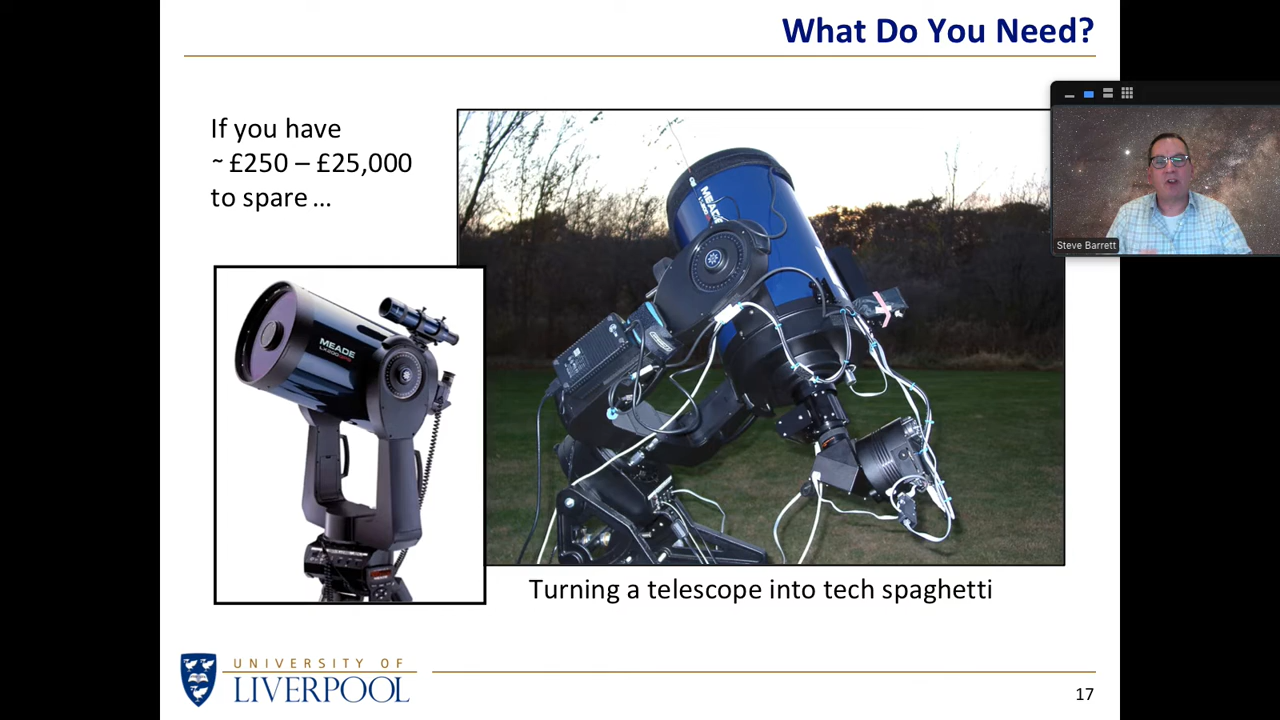 What Do You Need?
If you have
~ £250 – £25,000
to spare …
Steve Barrett
MEADE
MEADE
Turning a telescope into tech spaghetti
UNIVERSITY OF
LIVERPOOL
17